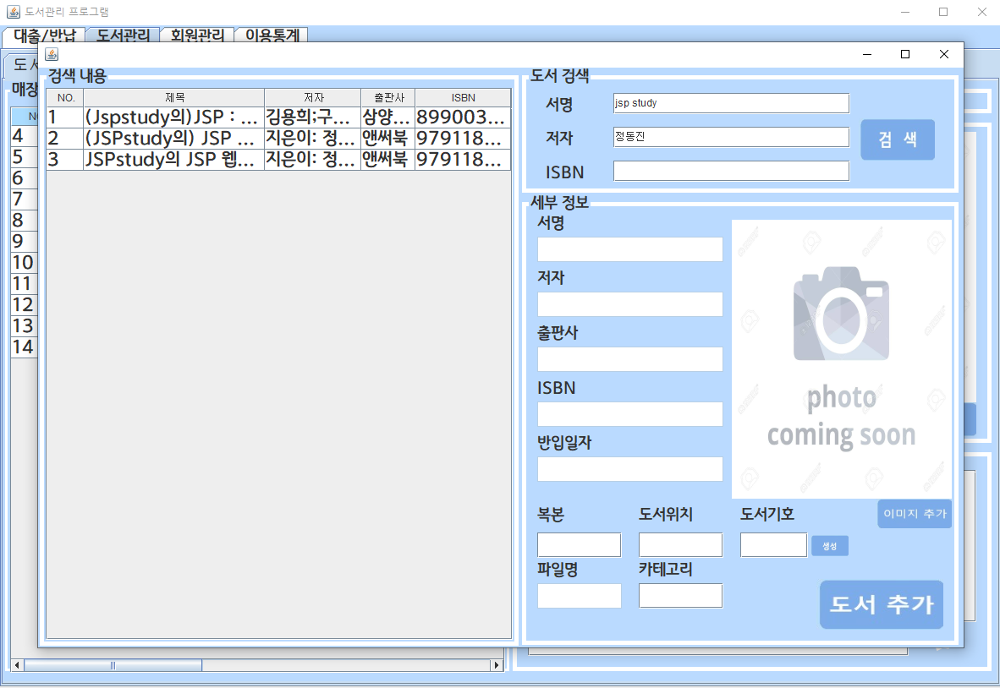 도서관리 프로그램
대출/반납 도서관리 회원관리 이용통계
도서
매장
4
5
6
7
8
9
10
11
12
13
14
검색 내용
NO. 제목 저자 출판사 ISBN
1 (Jspstudy의)JSP : ... 김용희;구... 삼양... 899003...
2 (JSPstudy의) JSP ... 지은이: 정... 앤써북 979118...
3 JSPstudy의 JSP 웹... 지은이: 정... 앤써북 979118...
도서 검색
서명 jsp study
저자 정동진
ISBN
검 색
세부 정보
서명
저자
출판사
ISBN
반입일자
photo
coming soon
이미지 추가
복본 도서위치 도서기호
생성
파일명 카테고리
도서 추가